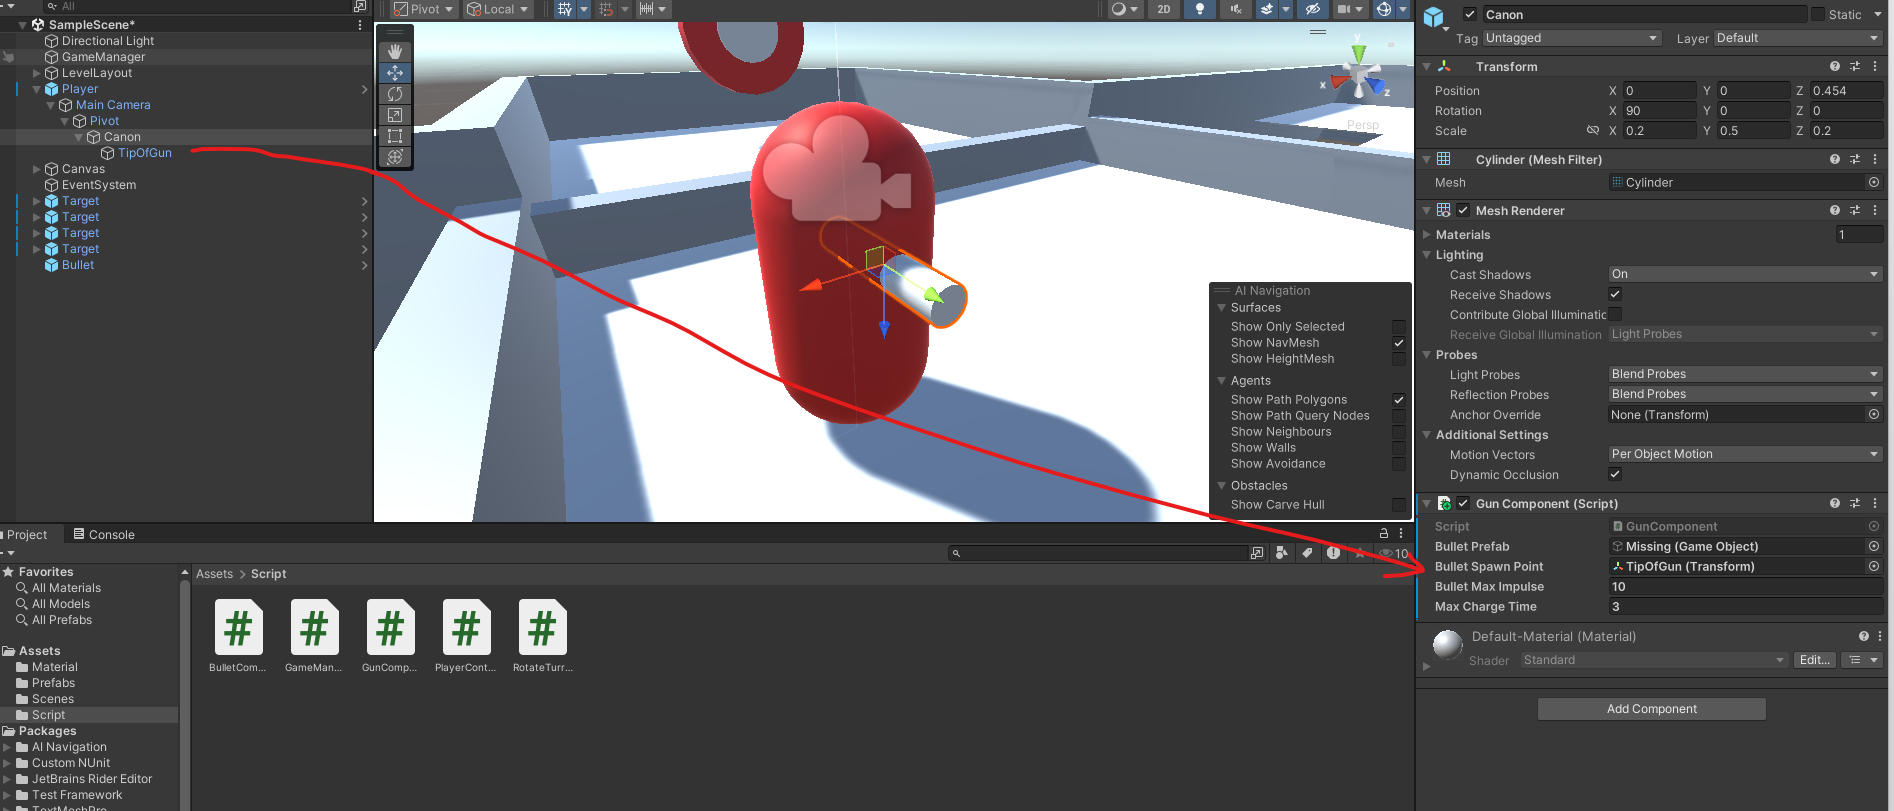 All
Pivot
Local
2D
SampleScene*
Directional Light
GameManager
LevelLayout
Player
Main Camera
Pivot
Canon
TipOfGun
Canvas
EventSystem
Target
Target
Target
Target
Bullet
y
x
z
Persp
AI Navigation
Surfaces
Show Only Selected
Show NavMesh
Show HeightMesh
Agents
Show Path Polygons
Show Path Query Nodes
Show Neighbours
Show Walls
Show Avoidance
Obstacles
Show Carve Hull
Canon
Static
Tag Untagged Layer Default
Transform
Position X 0 Y 0 Z 0.454
Rotation X 90 Y 0 Z 0
Scale X 0.2 Y 0.5 Z 0.2
Cylinder (Mesh Filter)
Mesh Cylinder
Mesh Renderer
Materials 1
Lighting
Cast Shadows On
Receive Shadows
Contribute Global Illuminatic
Receive Global Illumination Light Probes
Probes
Light Probes Blend Probes
Reflection Probes Blend Probes
Anchor Override None (Transform)
Additional Settings
Motion Vectors Per Object Motion
Dynamic Occlusion
Gun Component (Script)
Script GunComponent
Bullet Prefab Missing (Game Object)
Bullet Spawn Point TipOfGun (Transform)
Bullet Max Impulse 10
Max Charge Time 3
Default-Material (Material)
Shader Standard Edit...
Add Component
Project Console
10
Favorites
All Materials
All Models
All Prefabs
Assets
Material
Prefabs
Scenes
Script
Packages
AI Navigation
Custom NUnit
JetBrains Rider Editor
Test Framework
TextMeshPro
Assets > Script
BulletCom... GameMan... GunComp... PlayerCont... RotateTurr...